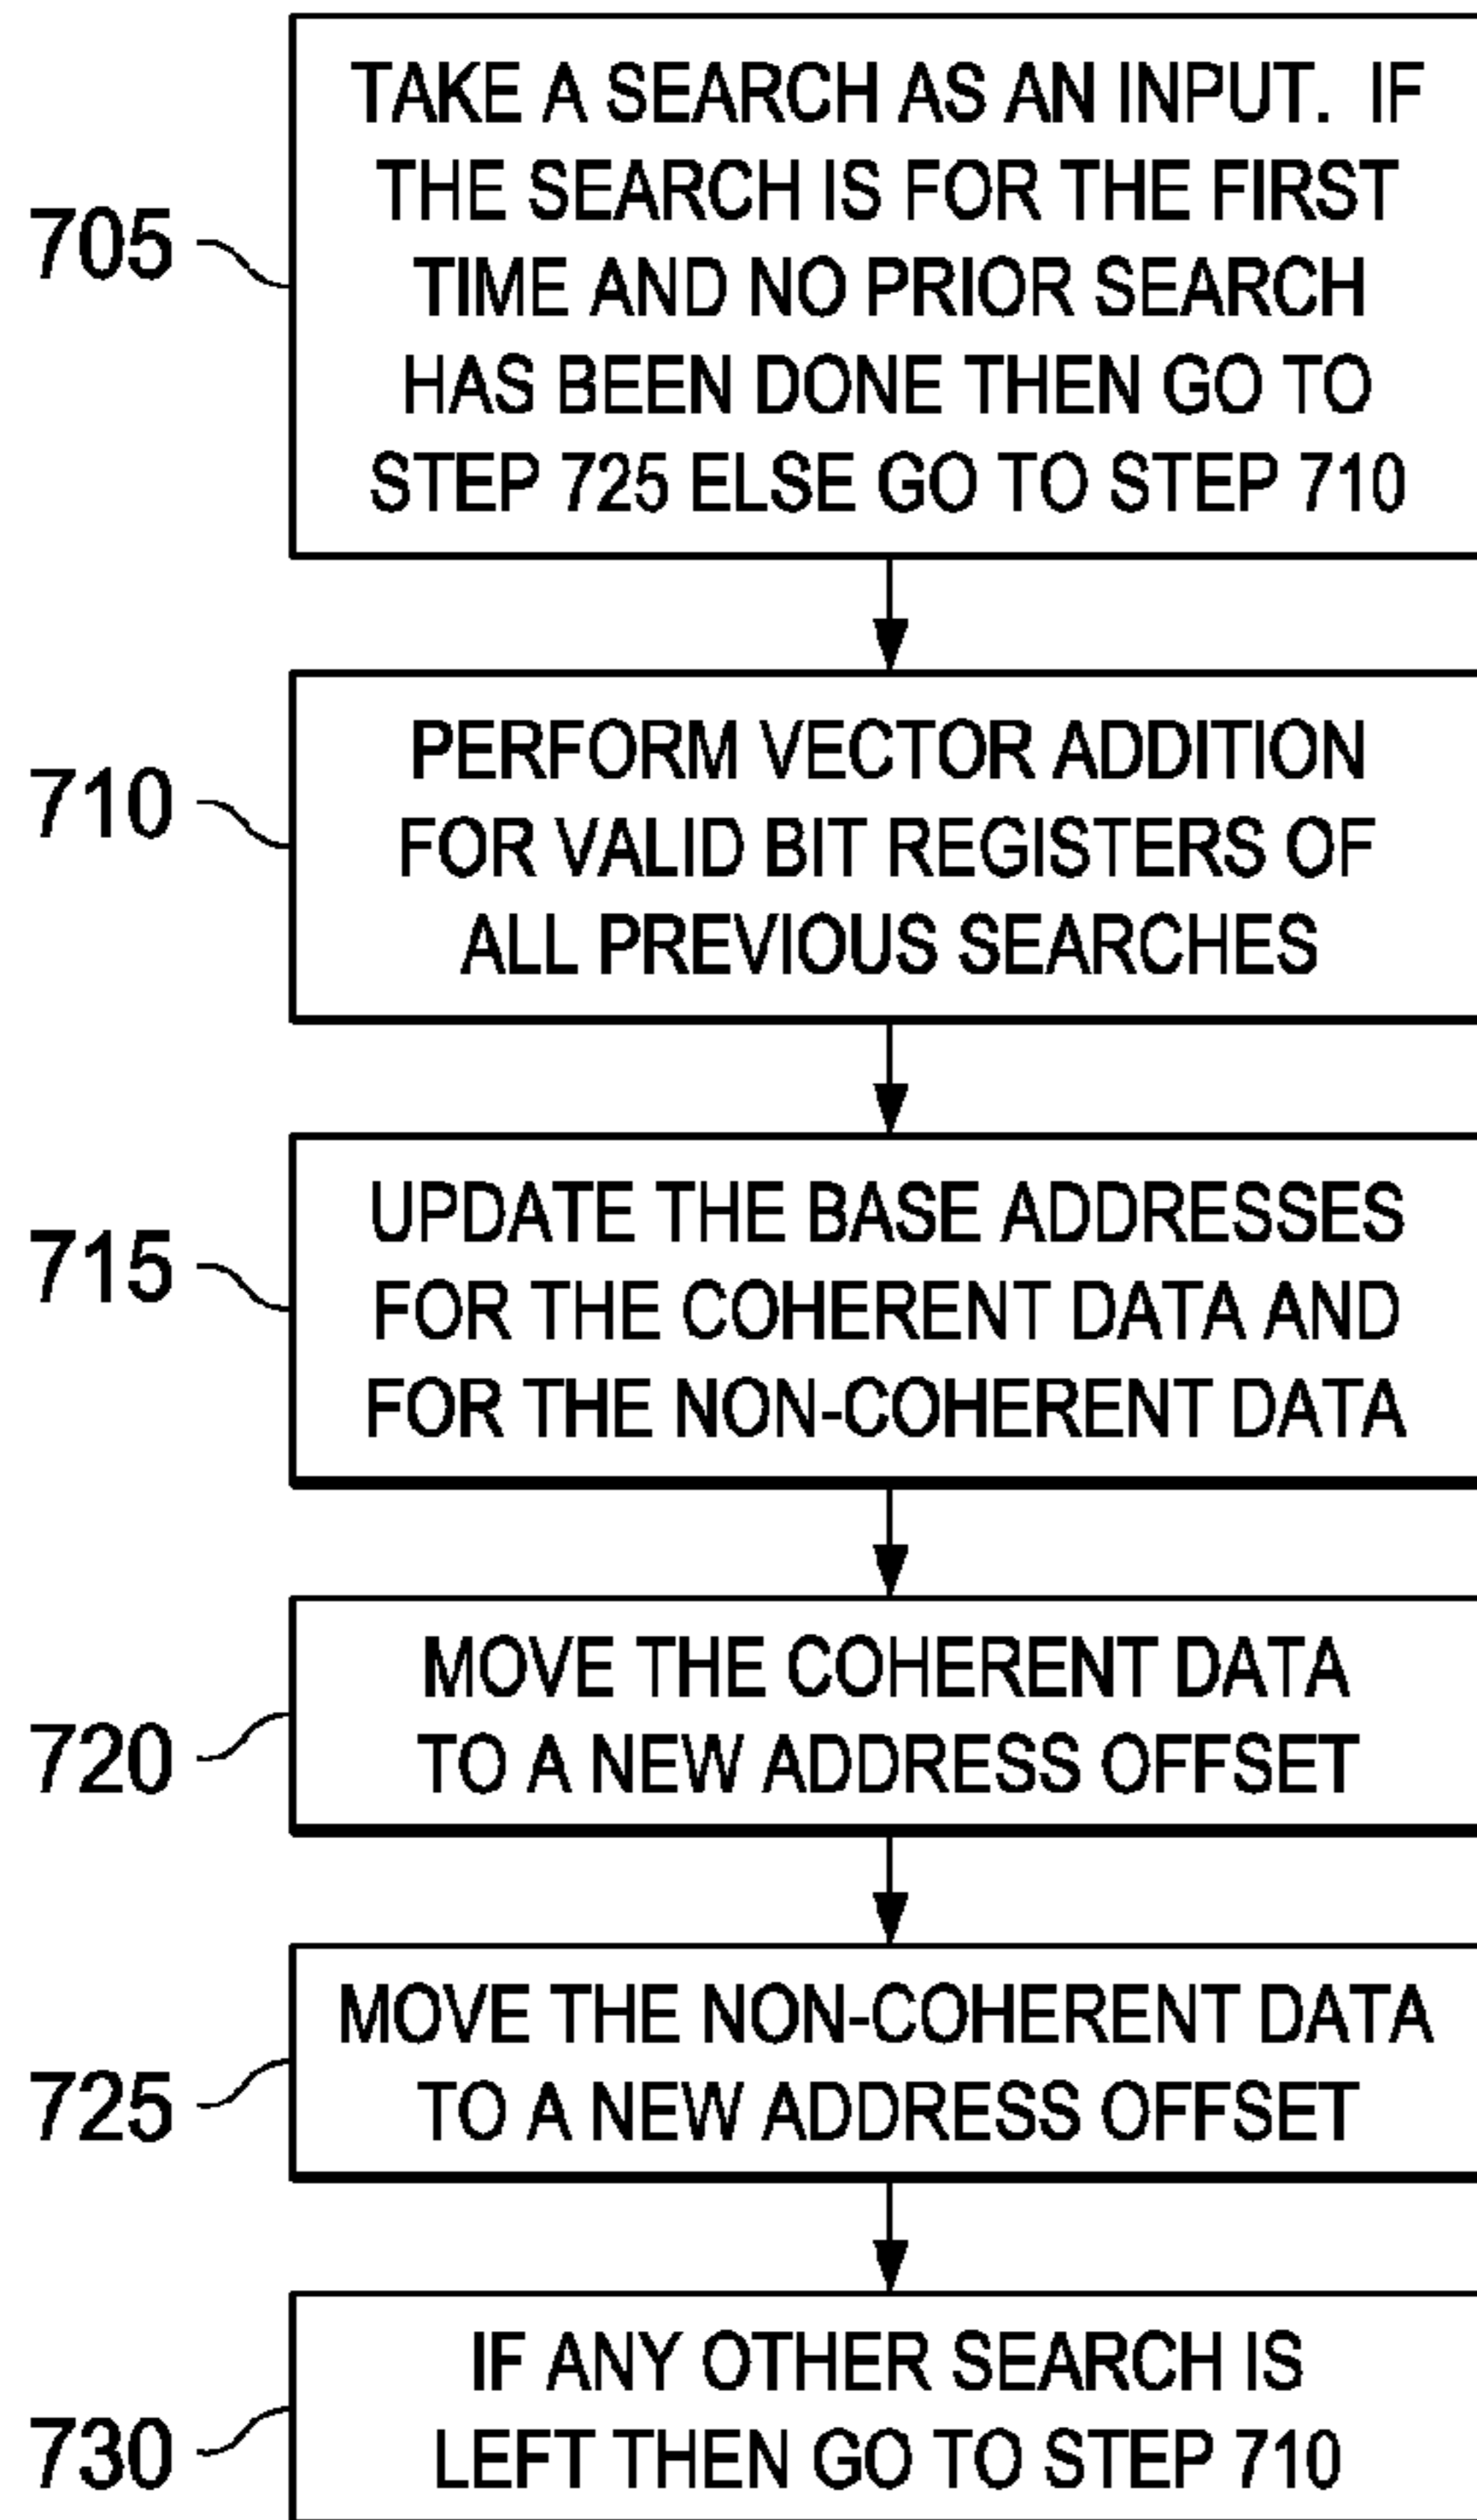 705
TAKE A SEARCH AS AN INPUT. IF
THE SEARCH IS FOR THE FIRST
TIME AND NO PRIOR SEARCH
HAS BEEN DONE THEN GO TO
STEP 725 ELSE GO TO STEP 710
710
PERFORM VECTOR ADDITION
FOR VALID BIT REGISTERS OF
ALL PREVIOUS SEARCHES
715
UPDATE THE BASE ADDRESSES
FOR THE COHERENT DATA AND
FOR THE NON-COHERENT DATA
720
MOVE THE COHERENT DATA
TO A NEW ADDRESS OFFSET
725
MOVE THE NON-COHERENT DATA
TO A NEW ADDRESS OFFSET
730
IF ANY OTHER SEARCH IS
LEFT THEN GO TO STEP 710